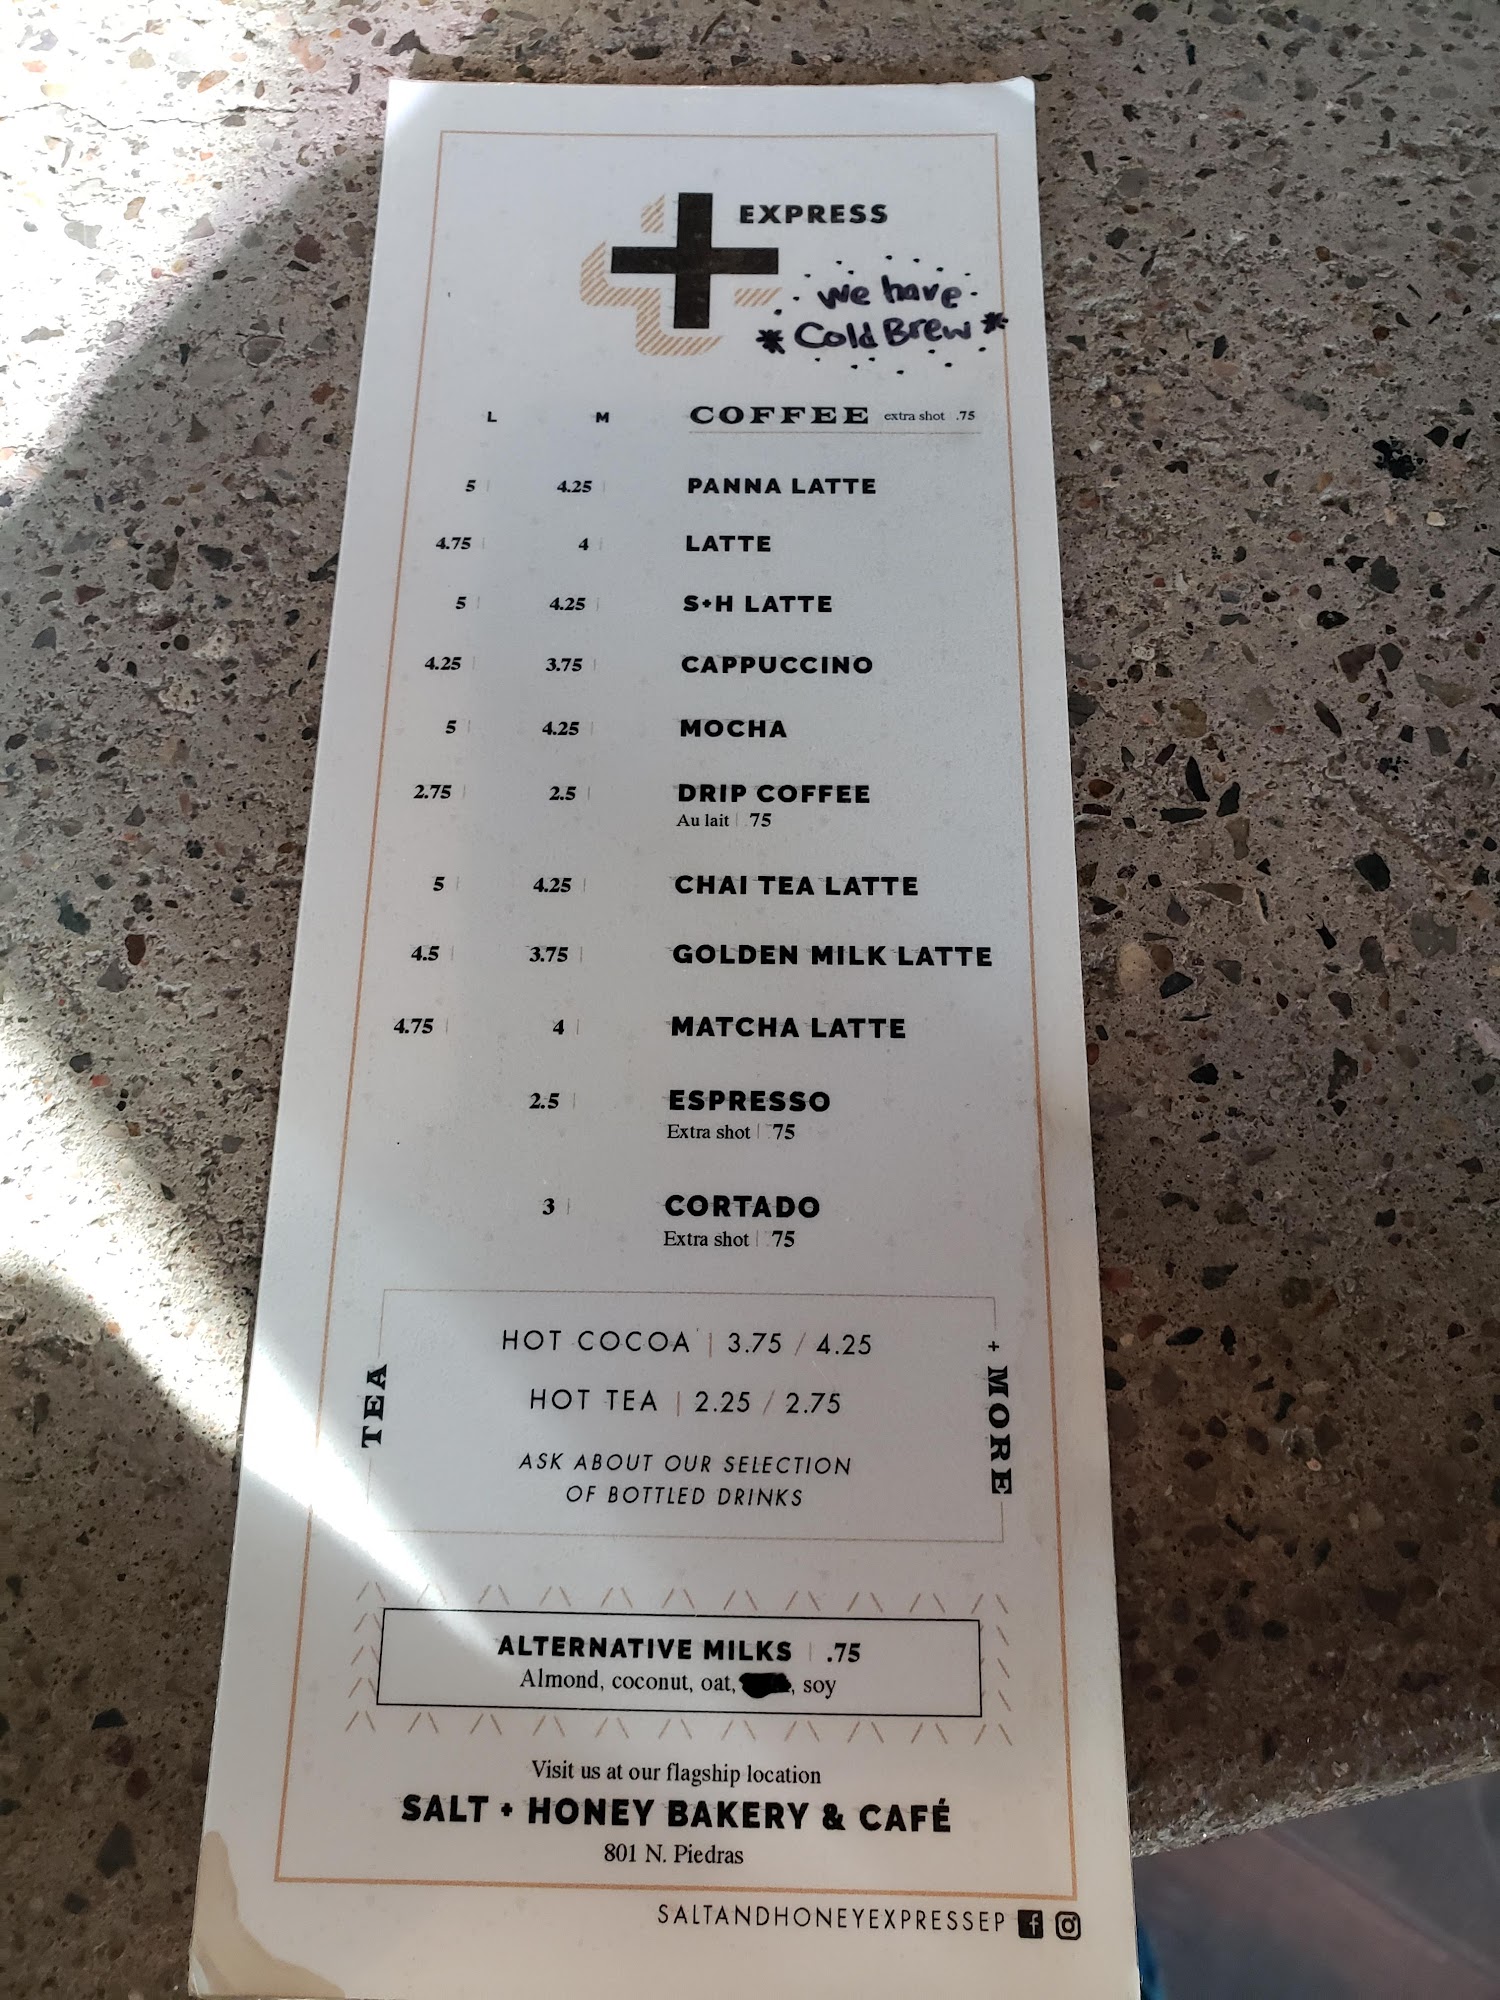 EXPRESS
We have
* Cold Brew *
L M COFFEE extra shot .75
5 | 4.25 | PANNA LATTE
4.75 | 4 | LATTE
5 | 4.25 | S+H LATTE
4.25 | 3.75 | CAPPUCCINO
5 | 4.25 | MOCHA
2.75 | 2.5 | DRIP COFFEE
Au lait | .75
5 | 4.25 | CHAI TEA LATTE
4.5 | 3.75 | GOLDEN MILK LATTE
4.75 | 4 | MATCHA LATTE
2.5 | ESPRESSO
Extra shot | .75
3 | CORTADO
Extra shot | .75
TEA
HOT COCOA | 3.75 / 4.25
HOT TEA | 2.25 / 2.75
ASK ABOUT OUR SELECTION
OF BOTTLED DRINKS
+ MORE
ALTERNATIVE MILKS | .75
Almond, coconut, oat, , soy
Visit us at our flagship location
SALT + HONEY BAKERY & CAFÉ
801 N. Piedras
SALTANDHONEYEXPRESSEP